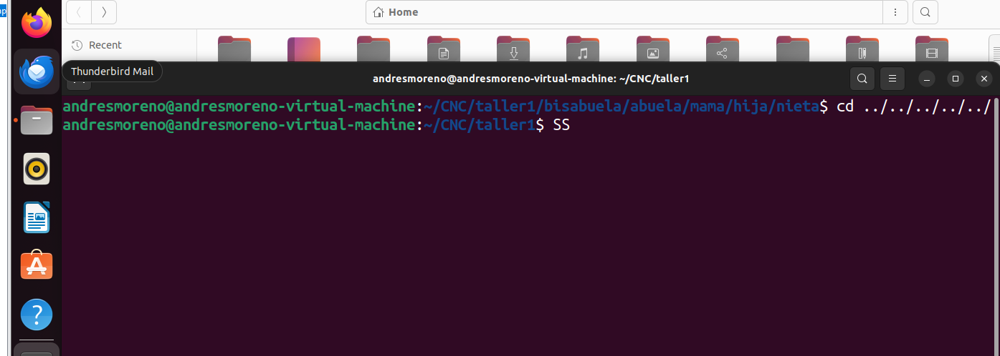 Home
Recent
Thunderbird Mail
andresmoreno@andresmoreno-virtual-machine: ~/CNC/taller1
andresmoreno@andresmoreno-virtual-machine:~/CNC/taller1/bisabuela/abuela/mama/hija/nieta$ cd ../../../../../
andresmoreno@andresmoreno-virtual-machine:~/CNC/taller1$ SS